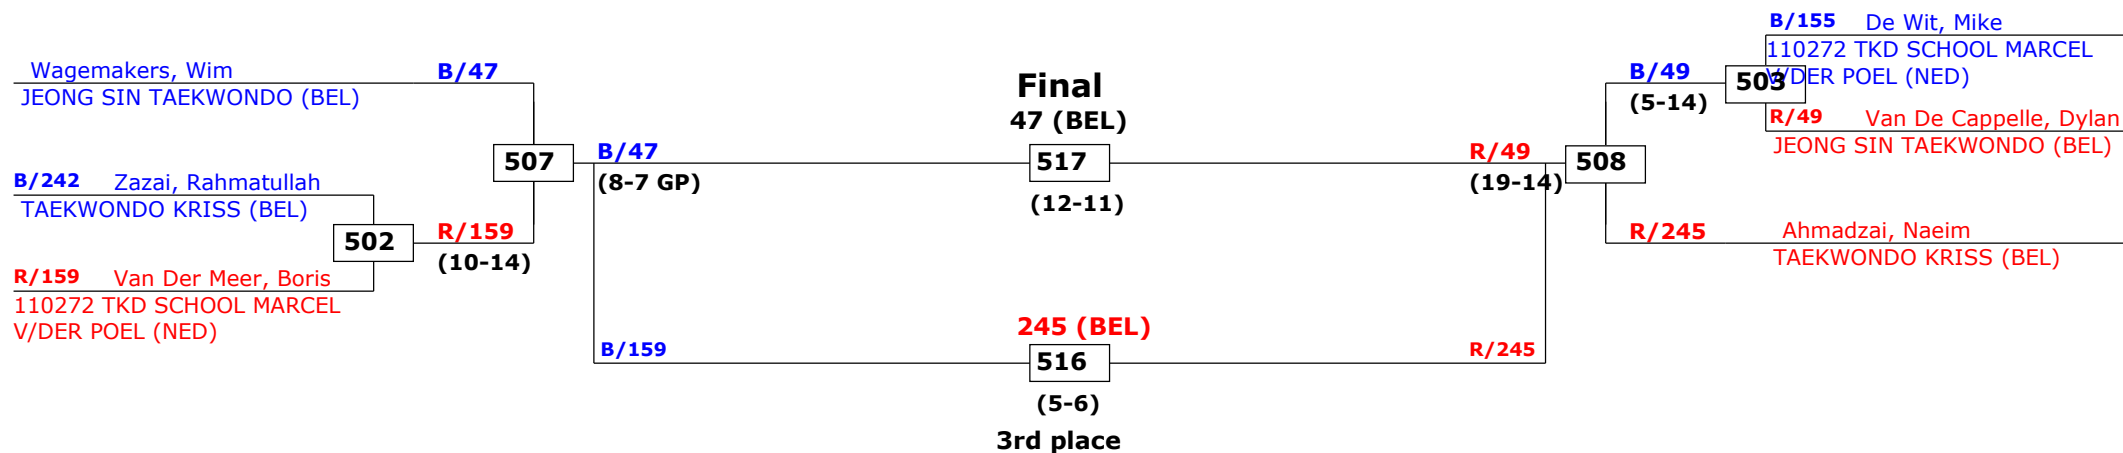 Wagemakers, Wim
JEONG SIN TAEKWONDO (BEL)
B/47
B/242 Zazai, Rahmatullah
TAEKWONDO KRISS (BEL)
502
R/159
(10-14)
R/159 Van Der Meer, Boris
110272 TKD SCHOOL MARCEL
V/DER POEL (NED)
507
B/47
(8-7 GP)
Final
47 (BEL)
517
(12-11)
B/159
245 (BEL)
516
(5-6)
3rd place
R/49
(19-14)
R/245
508
B/49
(5-14)
503
B/155 De Wit, Mike
110272 TKD SCHOOL MARCEL
V/DER POEL (NED)
R/49 Van De Cappelle, Dylan
JEONG SIN TAEKWONDO (BEL)
R/245
Ahmadzai, Naeim
TAEKWONDO KRISS (BEL)